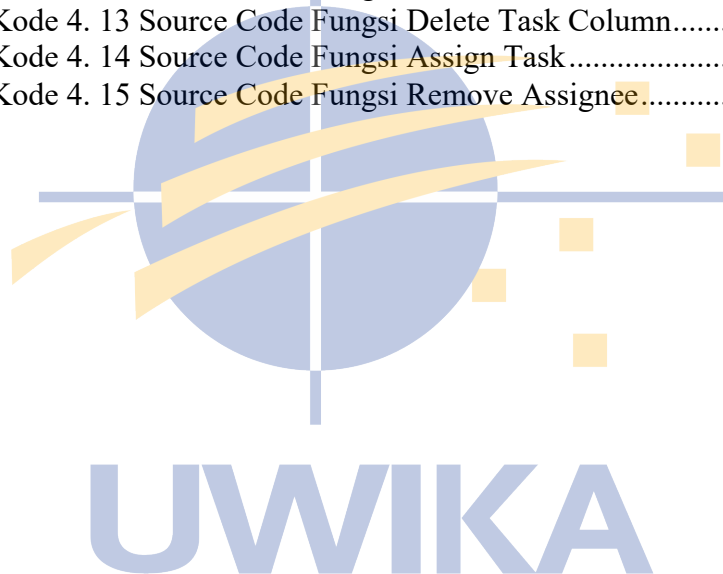 Kode 4. 13 Source Code Fungsi Delete Task Column......
Kode 4. 14 Source Code Fungsi Assign Task....................
Kode 4. 15 Source Code Fungsi Remove Assignee..........
UWIKA